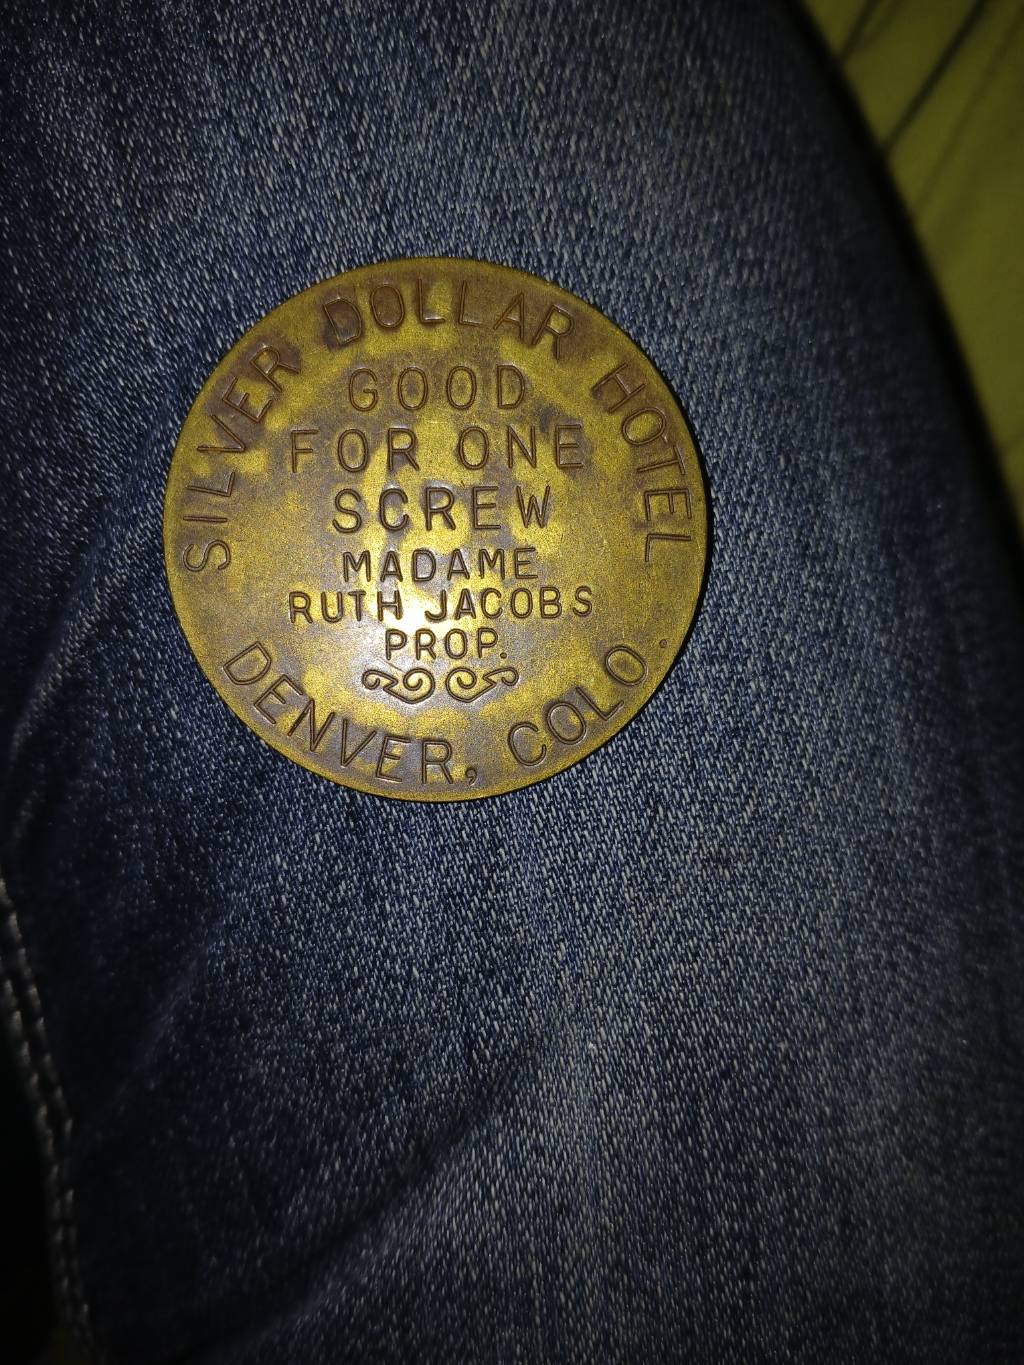 SILVER DOLLAR HOTEL
GOOD
FOR ONE
SCREW
MADAME
RUTH JACOBS
PROP.
DENVER, COLO.